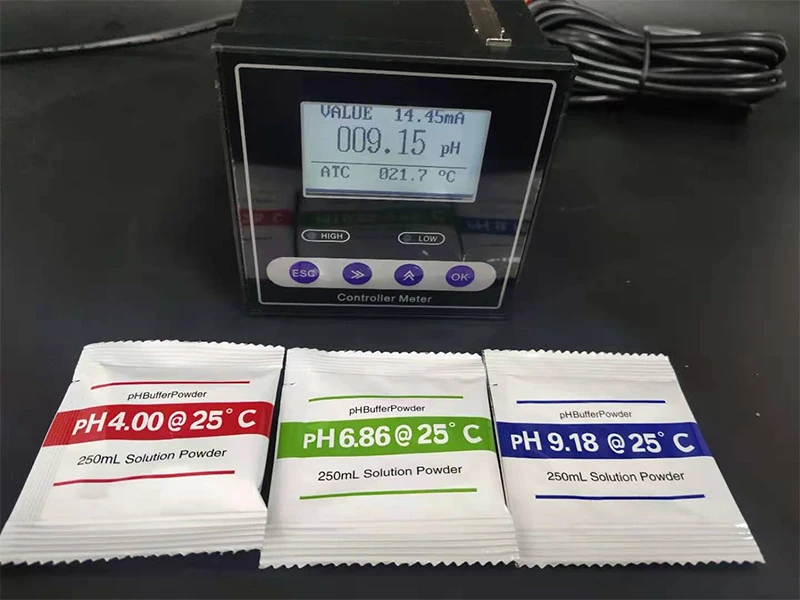 VALUE 14.45mA
009.15 pH
ATC 021.7 ºC
HIGH
LOW
ESC
OK
Controller Meter
pHBufferPowder
pH 4.00 @ 25° C
250mL Solution Powder
pHBufferPowder
pH 6.86 @ 25° C
250mL Solution Powder
pHBufferPowder
pH 9.18 @ 25° C
250mL Solution Powder